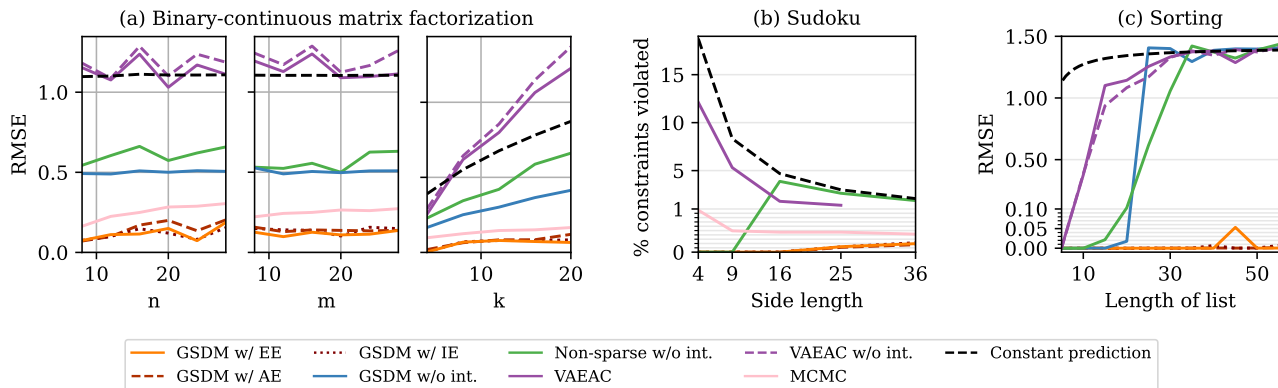 (a) Binary-continuous matrix factorization
(b) Sudoku
(c) Sorting
RMSE
1.0
0.5
0.0
10
20
n
10
20
m
10
20
k
% constraints violated
15
10
5
1
0
4
9
16
25
36
Side length
RMSE
1.50
1.00
0.50
0.10
0.05
0.00
10
30
50
Length of list
GSDM w/ EE
GSDM w/ IE
Non-sparse w/o int.
VAEAC w/o int.
Constant prediction
GSDM w/ AE
GSDM w/o int.
VAEAC
MCMC